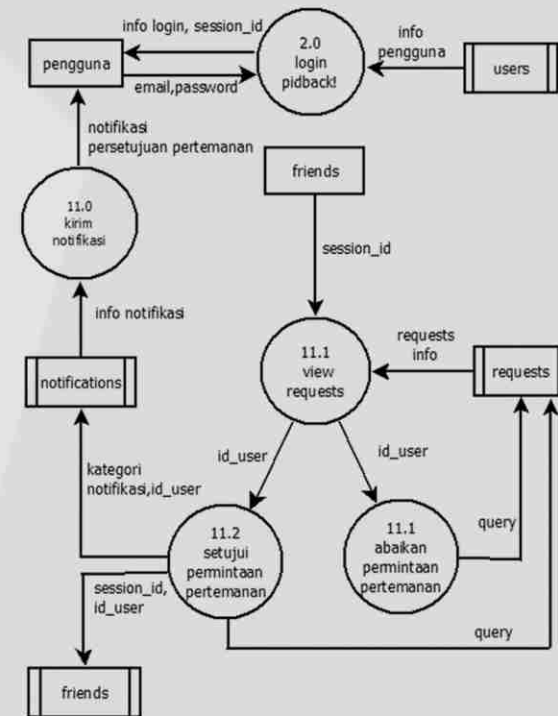 info login, session_id
2.0
login
pidback!
info
pengguna
pengguna
users
email,password
notifikasi
persetujuan pertemanan
friends
11.0
kirim
notifikasi
session_id
info notifikasi
11.1
view
requests
requests
info
notifications
requests
id_user
id_user
kategori
notifikasi,id_user
11.2
setujui
permintaan
pertemanan
11.1
abaikan
permintaan
pertemanan
query
session_id,
id_user
query
friends